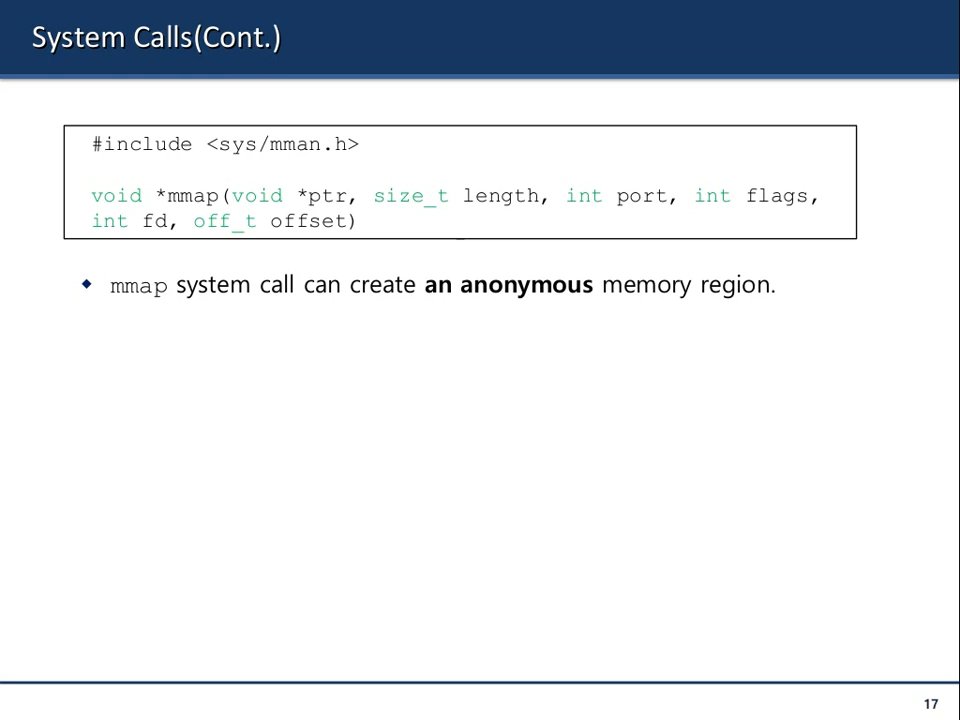 System Calls(Cont.)
#include <sys/mman.h>
void *mmap(void *ptr, size_t length, int port, int flags,
int fd, off_t offset)
mmap system call can create an anonymous memory region.
17